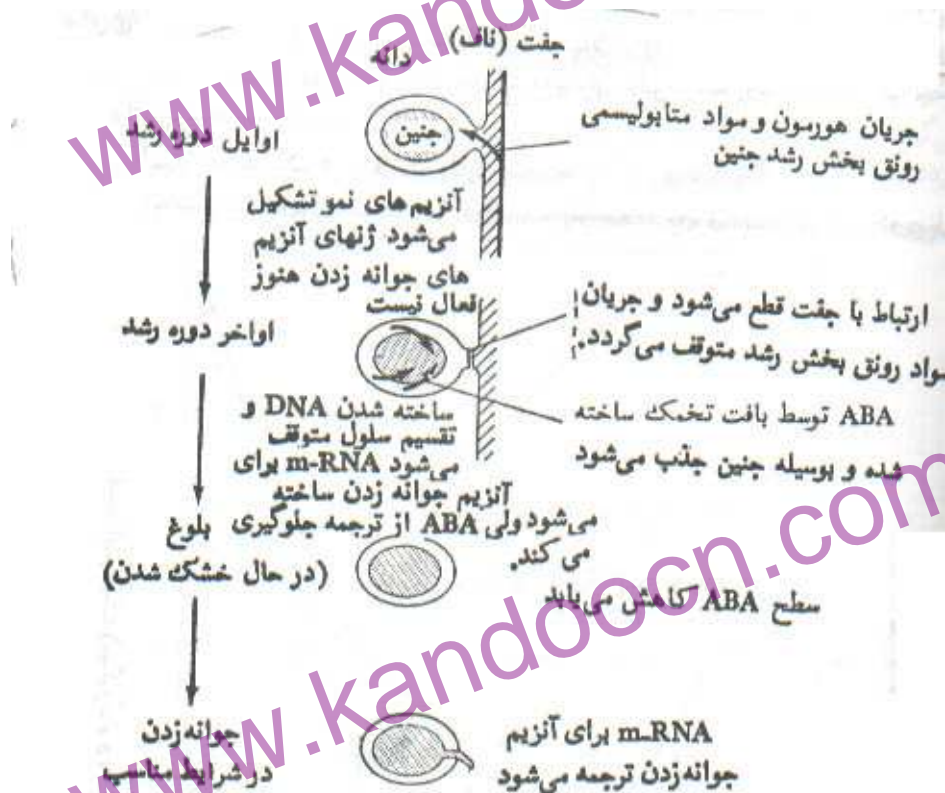 جفت (ناف)
دانه
جنین
جریان هورمون و مواد متابولیسمی
رونق بخش رشد جنین
اوایل دوره رشد
آنزیم‌های نمو تشکیل
می‌شود ژنهای آنزیم
های جوانه زدن هنوز
فعال نیست
ارتباط با جفت قطع می‌شود و جریان
مواد رونق بخش رشد متوقف می‌گردد.
اواخر دوره رشد
ABA توسط بافت تخمک ساخته
شده و بوسیله جنین جذب می‌شود
ساخته شدن DNA و
تقسیم سلول متوقف
می‌شود m-RNA برای
آنزیم جوانه زدن ساخته
می‌شود ولی ABA از ترجمه جلوگیری
می کند.
بلوغ
(در حال خشک شدن)
سطح ABA کاهش می‌یابد
جوانه‌زدن
در شرایط مناسب
m-RNA برای آنزیم
جوانه‌زدن ترجمه می‌شود
www.kandoocn.com
www.kandoocn.com